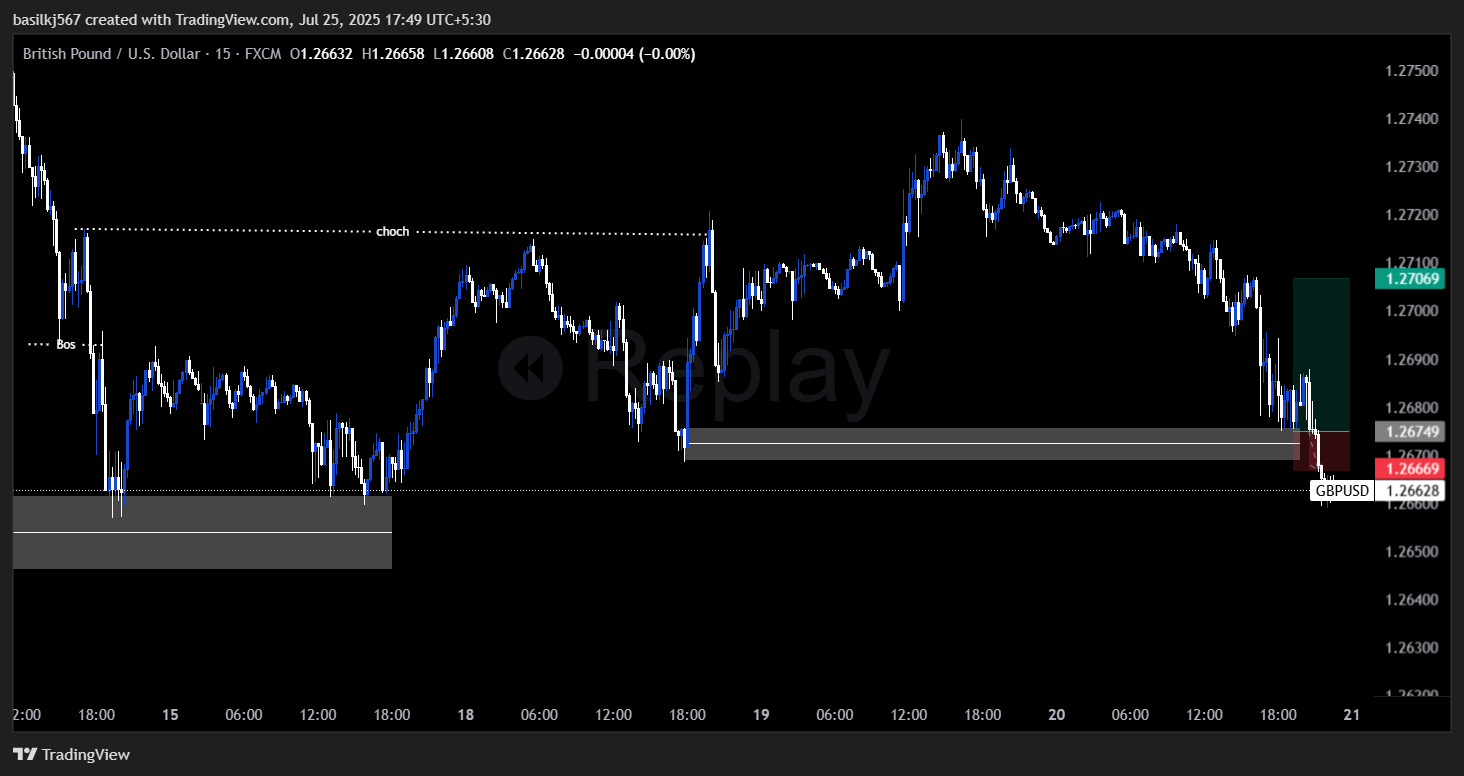 basilkj567 created with TradingView.com, Jul 25, 2025 17:49 UTC+5:30
British Pound / U.S. Dollar · 15 · FXCM O1.26632 H1.26658 L1.26608 C1.26628 −0.00004 (−0.00%)
1.27500
1.27400
1.27300
1.27200
choch
1.27100
1.27069
1.27000
Bos
Replay
1.26900
1.26800
1.26749
1.26700
1.26669
GBPUSD 1.26628
1.26600
1.26500
1.26400
1.26300
1.26200
2:00 18:00 15 06:00 12:00 18:00 18 06:00 12:00 18:00 19 06:00 12:00 18:00 20 06:00 12:00 18:00 21
TradingView